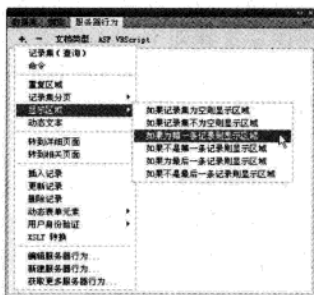 服务器行为
+ - 文档类型: ASP VBScript
记录集(查询)
命令
重复区域
记录集分页
显示区域
如果记录集为空则显示区域
如果记录集不为空则显示区域
如果为第一条记录则显示区域
如果不是第一条记录则显示区域
如果为最后一条记录则显示区域
如果不是最后一条记录则显示区域
动态文本
转到详细页面
转到相关页面
插入记录
更新记录
删除记录
动态表单元素
用户身份验证
XSLT 转换
编辑服务器行为...
新建服务器行为...
获取更多服务器行为...